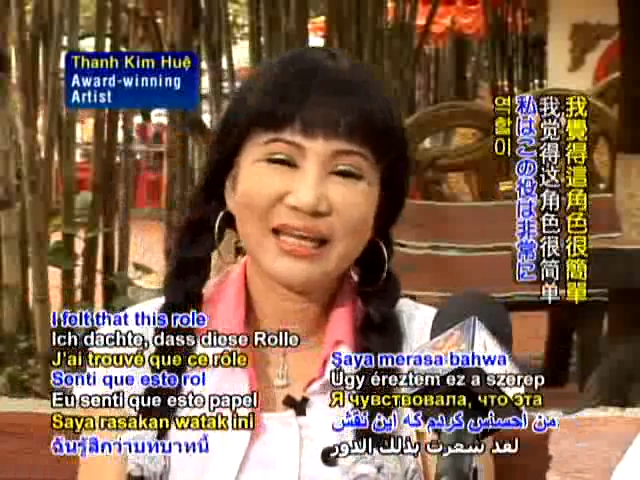 Thanh Kim Huệ
Award-winning
Artist
我覺得這角色很簡單
我觉得这角色很简单
私はこの役は非常に
역할이
I felt that this role
Ich dachte, dass diese Rolle
J'ai trouvé que ce rôle
Sentí que este rol
Eu senti que este papel
Saya rasakan watak ini
ฉันรู้สึกว่าบทบาทนี้
Saya merasa bahwa
Úgy éreztem ez a szerep
Я чувствовала, что эта
من احساس کردم که این نقش
لقد شعرت بذلك الدور